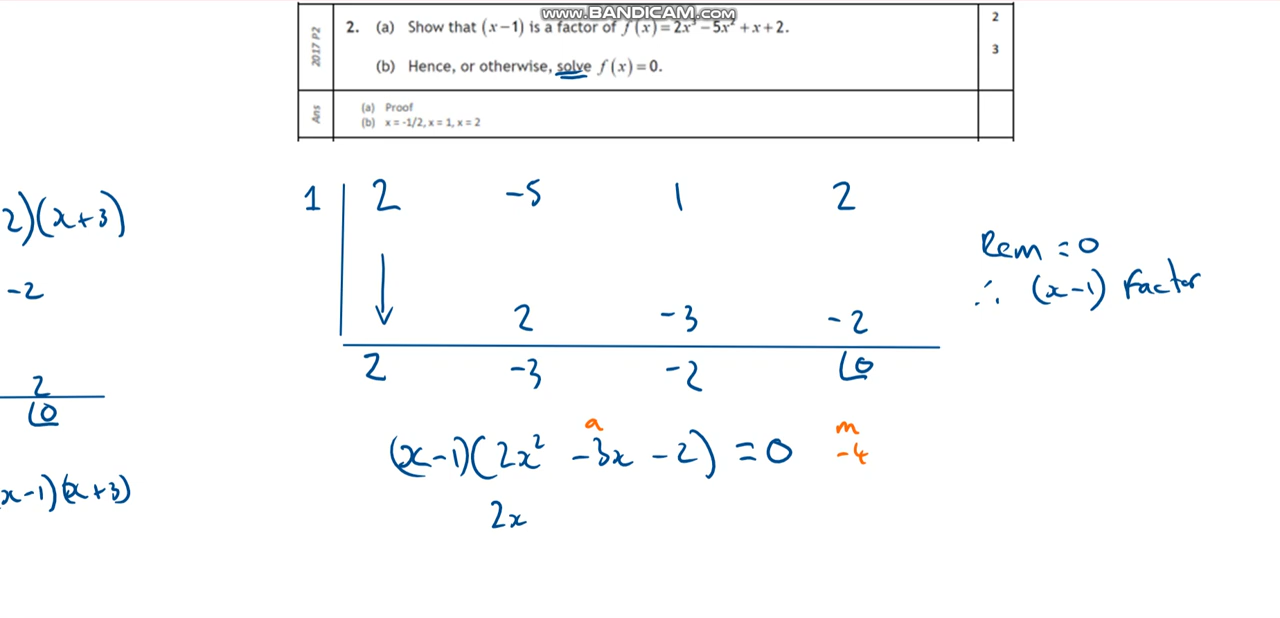 www.BANDICAM.com
2017 P2
2. (a) Show that (x−1) is a factor of f(x)=2x³−5x²+x+2.
2
(b) Hence, or otherwise, solve f(x)=0.
3
Ans
(a) Proof
(b) x = -1/2, x = 1, x = 2
2)(x+3)
-2
2
0
x-1)(x+3)
1 2 -5 1 2
2 -3 -2
2 -3 -2 0
Rem = 0
∴ (x-1) Factor
a
m
(x-1)(2x² -3x -2) = 0
-4
2x